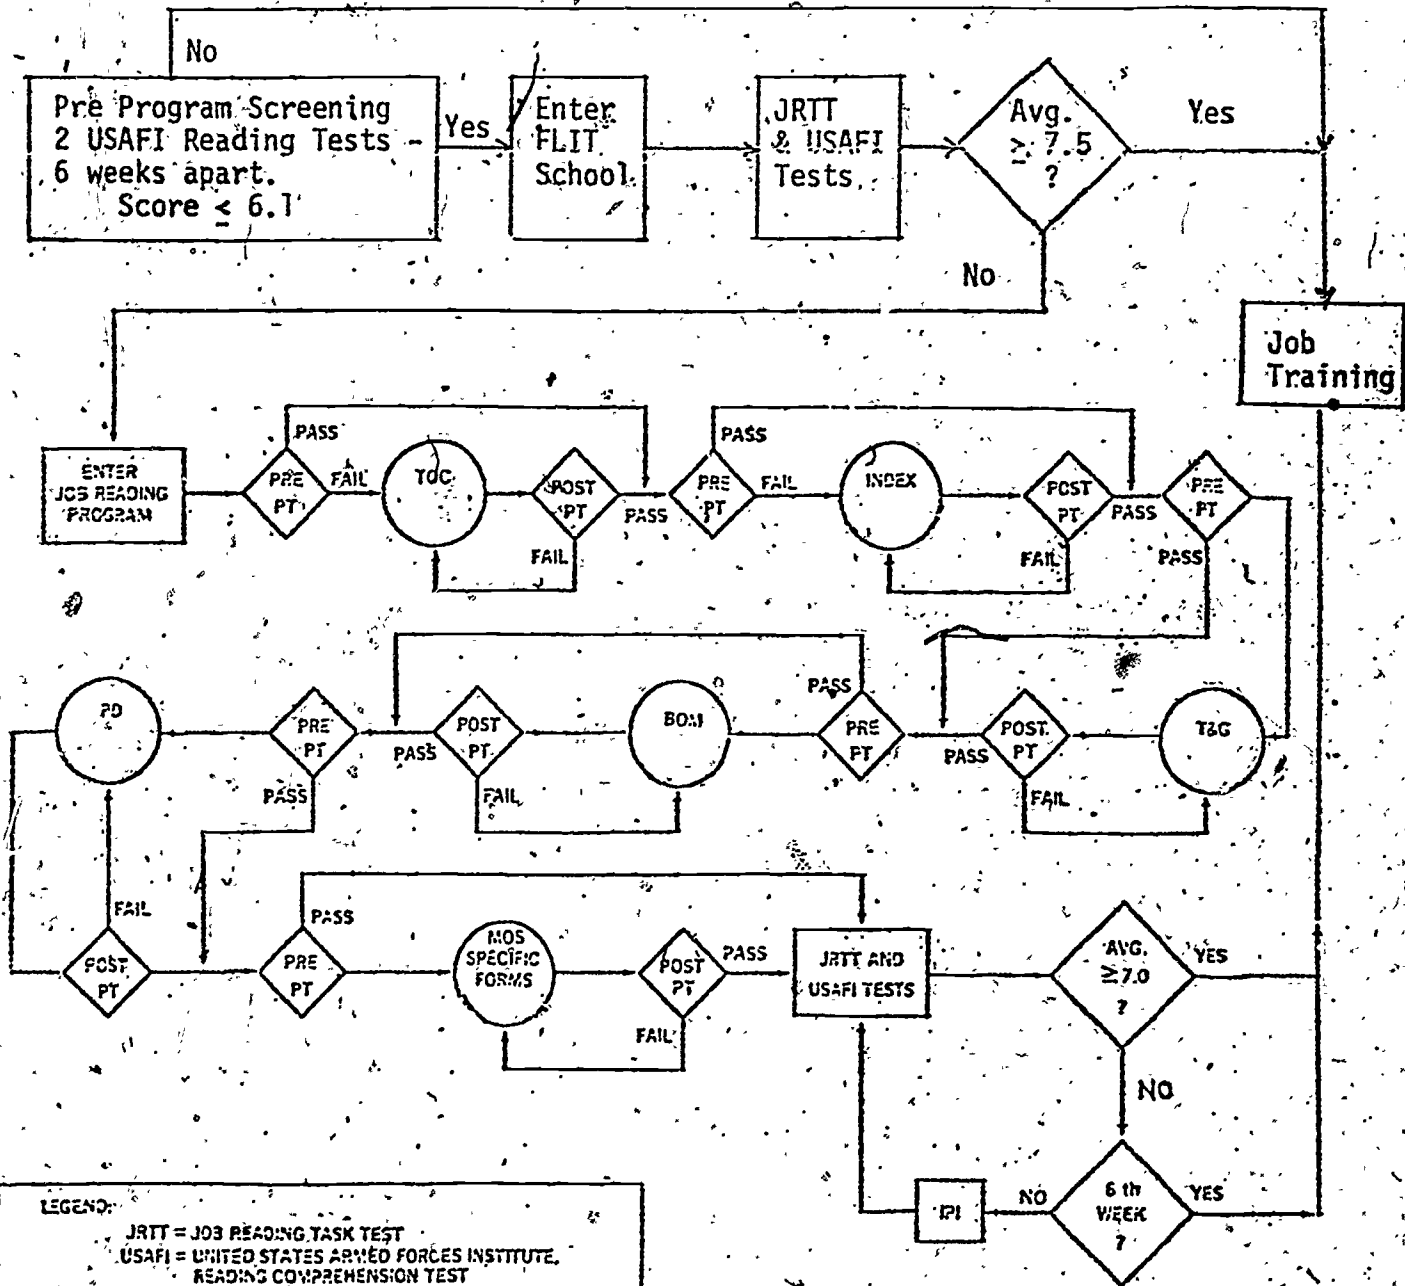 No
Pre Program Screening
2 USAFI Reading Tests -
6 weeks apart.
Score ≤ 6.1
Yes
Enter
FLIT
School
JRTT
& USAFI
Tests
Avg.
≥ 7.5
?
Yes
No
Job
Training
ENTER
JOB READING
PROGRAM
PRE
PT
PASS
FAIL
TOC
POST
PT
PASS
FAIL
PRE
PT
PASS
FAIL
INDEX
POST
PT
PASS
FAIL
PRE
PT
PASS
T&G
POST
PT
PASS
FAIL
PRE
PT
PASS
BOM
POST
PT
PASS
FAIL
PRE
PT
PASS
POST
PT
FAIL
PRE
PT
PASS
MOS
SPECIFIC
FORMS
POST
PT
PASS
FAIL
JRTT AND
USAFI TESTS
AVG.
≥7.0
?
YES
NO
6 th
WEEK
?
YES
NO
LEGEND:
JRTT = JOB READING TASK TEST
USAFI = UNITED STATES ARMED FORCES INSTITUTE,
READING COMPREHENSION TEST